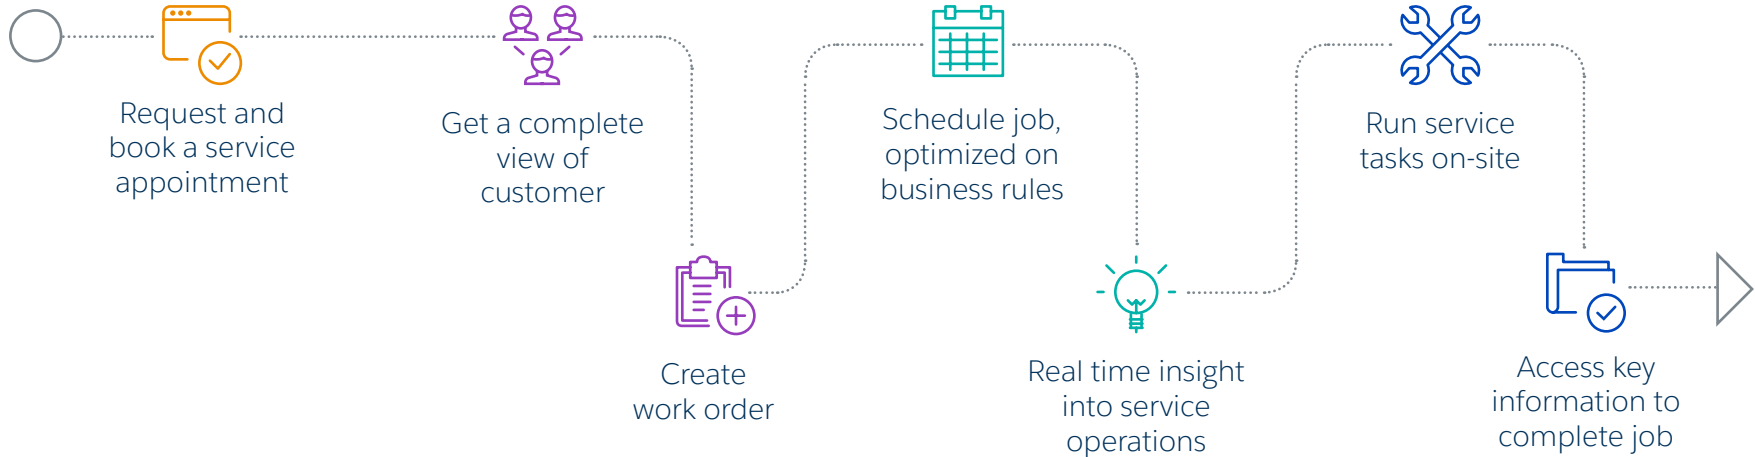 Request and
book a service
appointment
Get a complete
view of
customer
Create
work order
Schedule job,
optimized on
business rules
Real time insight
into service
operations
Run service
tasks on-site
Access key
information to
complete job